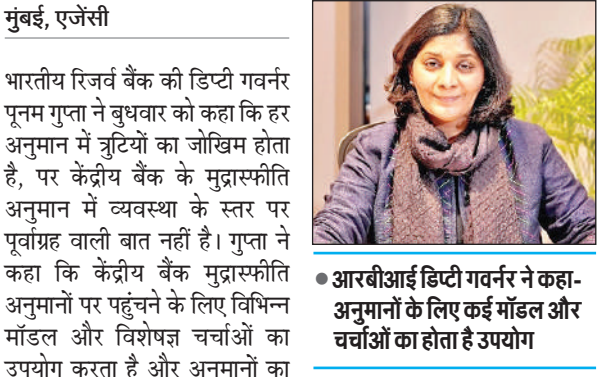 मुंबई, एजेंसी
भारतीय रिजर्व बैंक की डिप्टी गवर्नर
पूनम गुप्ता ने बुधवार को कहा कि हर
अनुमान में त्रुटियों का जोखिम होता
है, पर केंद्रीय बैंक के मुद्रास्फीति
अनुमान में व्यवस्था के स्तर पर
पूर्वाग्रह वाली बात नहीं है। गुप्ता ने
कहा कि केंद्रीय बैंक मुद्रास्फीति
अनुमानों पर पहुंचने के लिए विभिन्न
मॉडल और विशेषज्ञ चर्चाओं का
उपयोग करता है और अनुमानों का
●आरबीआई डिप्टी गवर्नर ने कहा-
अनुमानों के लिए कई मॉडल और
चर्चाओं का होता है उपयोग